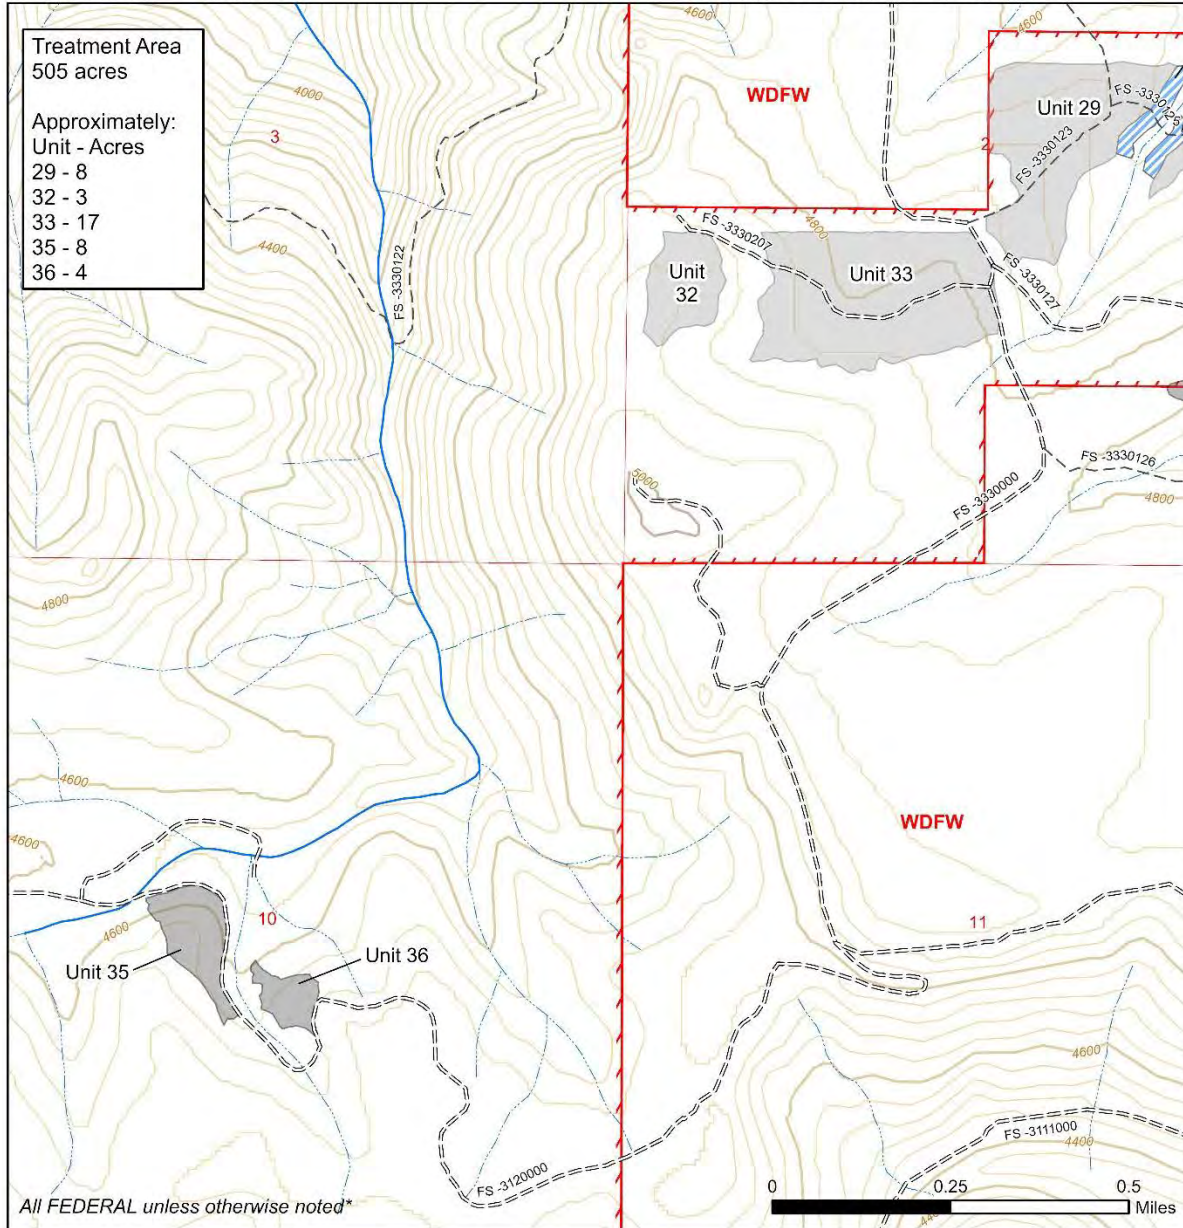 Treatment Area
505 acres
Approximately:
Unit - Acres
29 - 8
32 - 3
33 - 17
35 - 8
36 - 4
4600
4600
WDFW
Unit 29
FS -3330125
4000
3
2
FS -3330123
4400
FS -3330122
FS -3330207
4800
Unit
32
Unit 33
FS -3330127
5000
FS -3330126
4800
FS -3330000
4800
4600
WDFW
4600
10
11
4600
Unit 35
Unit 36
4600
FS -3111000
4400
FS -3120000
All FEDERAL unless otherwise noted*
0
0.25
0.5
Miles